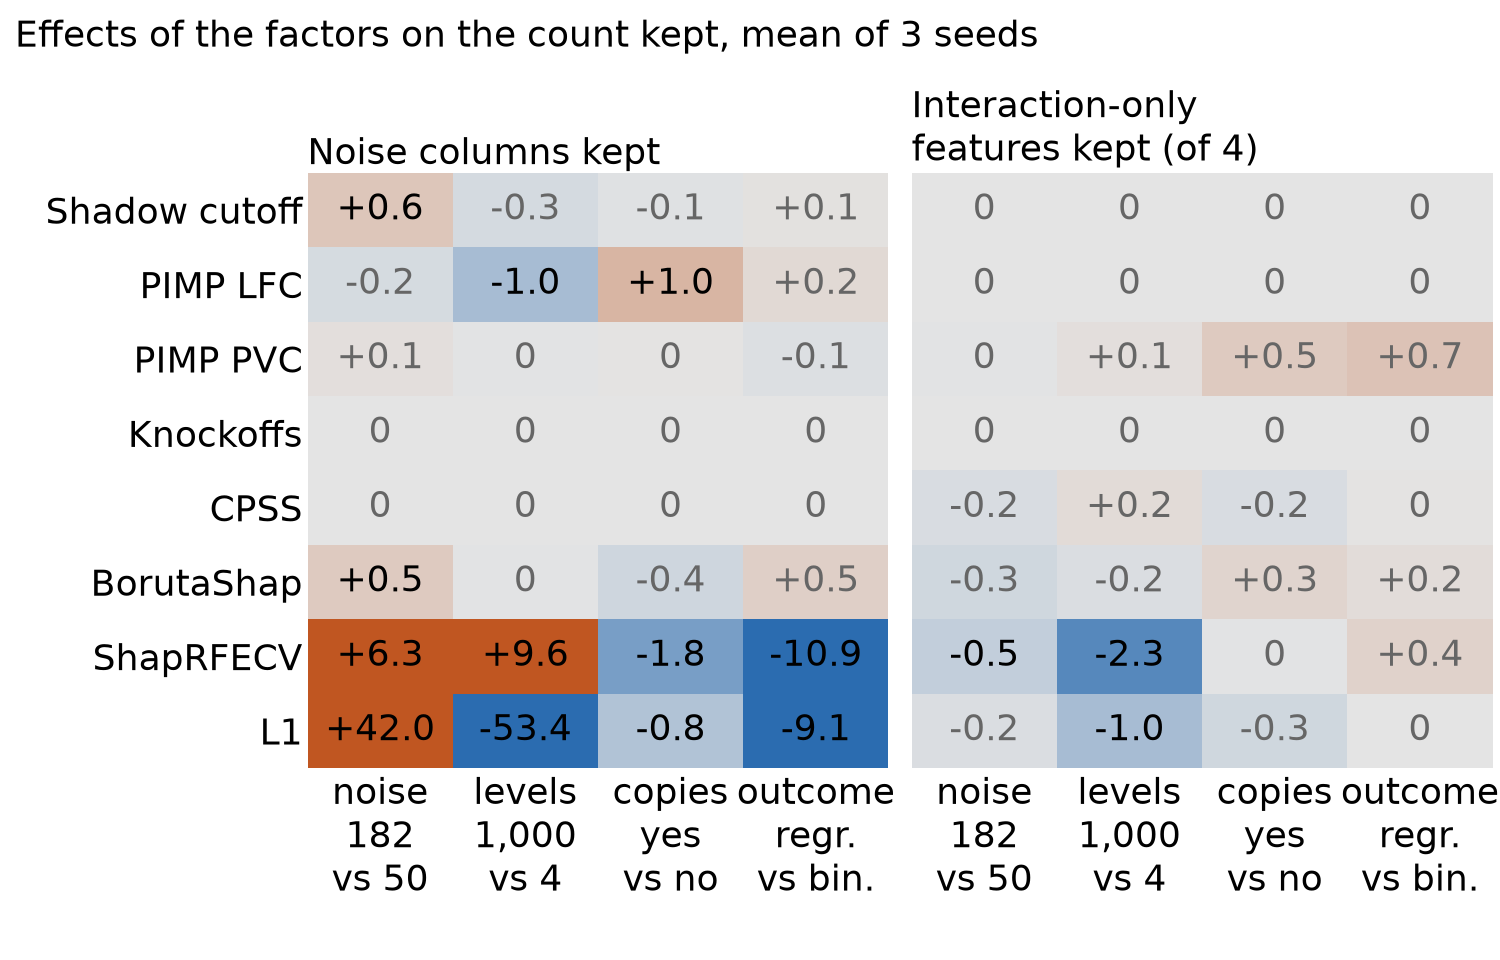 Effects of the factors on the count kept, mean of 3 seeds
Noise columns kept
Interaction-only
features kept (of 4)
Shadow cutoff +0.6 -0.3 -0.1 +0.1 0 0 0 0
PIMP LFC -0.2 -1.0 +1.0 +0.2 0 0 0 0
PIMP PVC +0.1 0 0 -0.1 0 +0.1 +0.5 +0.7
Knockoffs 0 0 0 0 0 0 0 0
CPSS 0 0 0 0 -0.2 +0.2 -0.2 0
BorutaShap +0.5 0 -0.4 +0.5 -0.3 -0.2 +0.3 +0.2
ShapRFECV +6.3 +9.6 -1.8 -10.9 -0.5 -2.3 0 +0.4
L1 +42.0 -53.4 -0.8 -9.1 -0.2 -1.0 -0.3 0
noise levels copies outcome noise levels copies outcome
182 1,000 yes regr. 182 1,000 yes regr.
vs 50 vs 4 vs no vs bin. vs 50 vs 4 vs no vs bin.